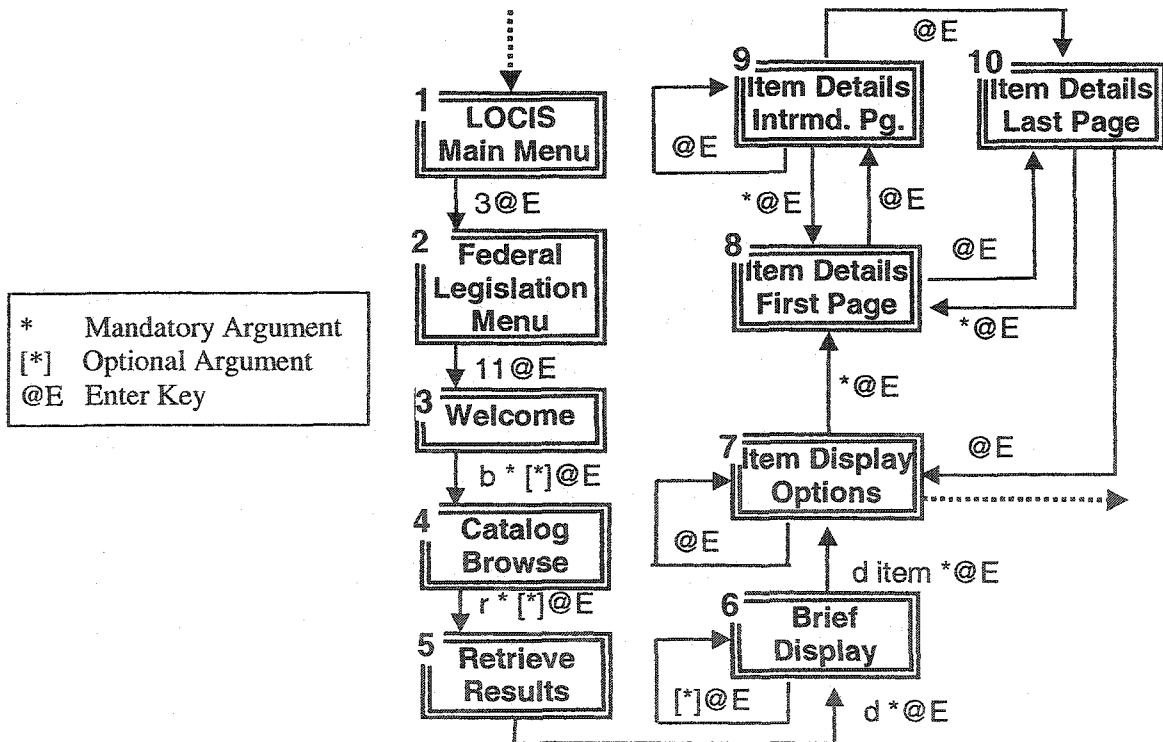 *    Mandatory Argument
[*]    Optional Argument
@E    Enter Key
1
LOCIS
Main Menu
3@E
2
Federal
Legislation
Menu
11@E
3
Welcome
b * [*]@E
4
Catalog
Browse
r * [*]@E
5
Retrieve
Results
d *@E
6
Brief
Display
[*]@E
d item *@E
7
Item Display
Options
@E
*@E
8
Item Details
First Page
@E
*@E
@E
9
Item Details
Intrmd. Pg.
@E
*@E
@E
10
Item Details
Last Page
@E